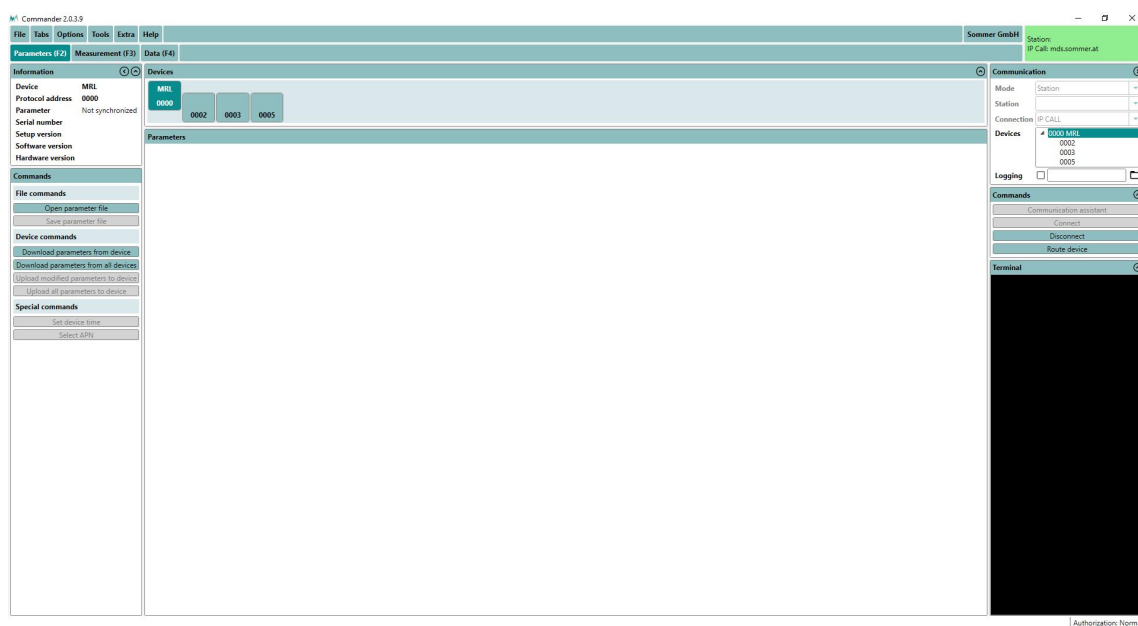 Commander 2.0.3.9
File Tabs Options Tools Extra Help
Sommer GmbH
Station:
IP Call: mds.sommer.at
Parameters (F2) Measurement (F3) Data (F4)
Information
Device MRL
Protocol address 0000
Parameter Not synchronized
Serial number
Setup version
Software version
Hardware version
Commands
File commands
Open parameter file
Save parameter file
Device commands
Download parameters from device
Download parameters from all devices
Upload modified parameters to device
Upload all parameters to device
Special commands
Set device time
Select APN
Devices
MRL
0000
0002 0003 0005
Parameters
Communication
Mode Station
Station
Connection IP CALL
Devices 0000 MRL
0002
0003
0005
Logging
Commands
Communication assistant
Connect
Disconnect
Route device
Terminal
Authorization: Norm